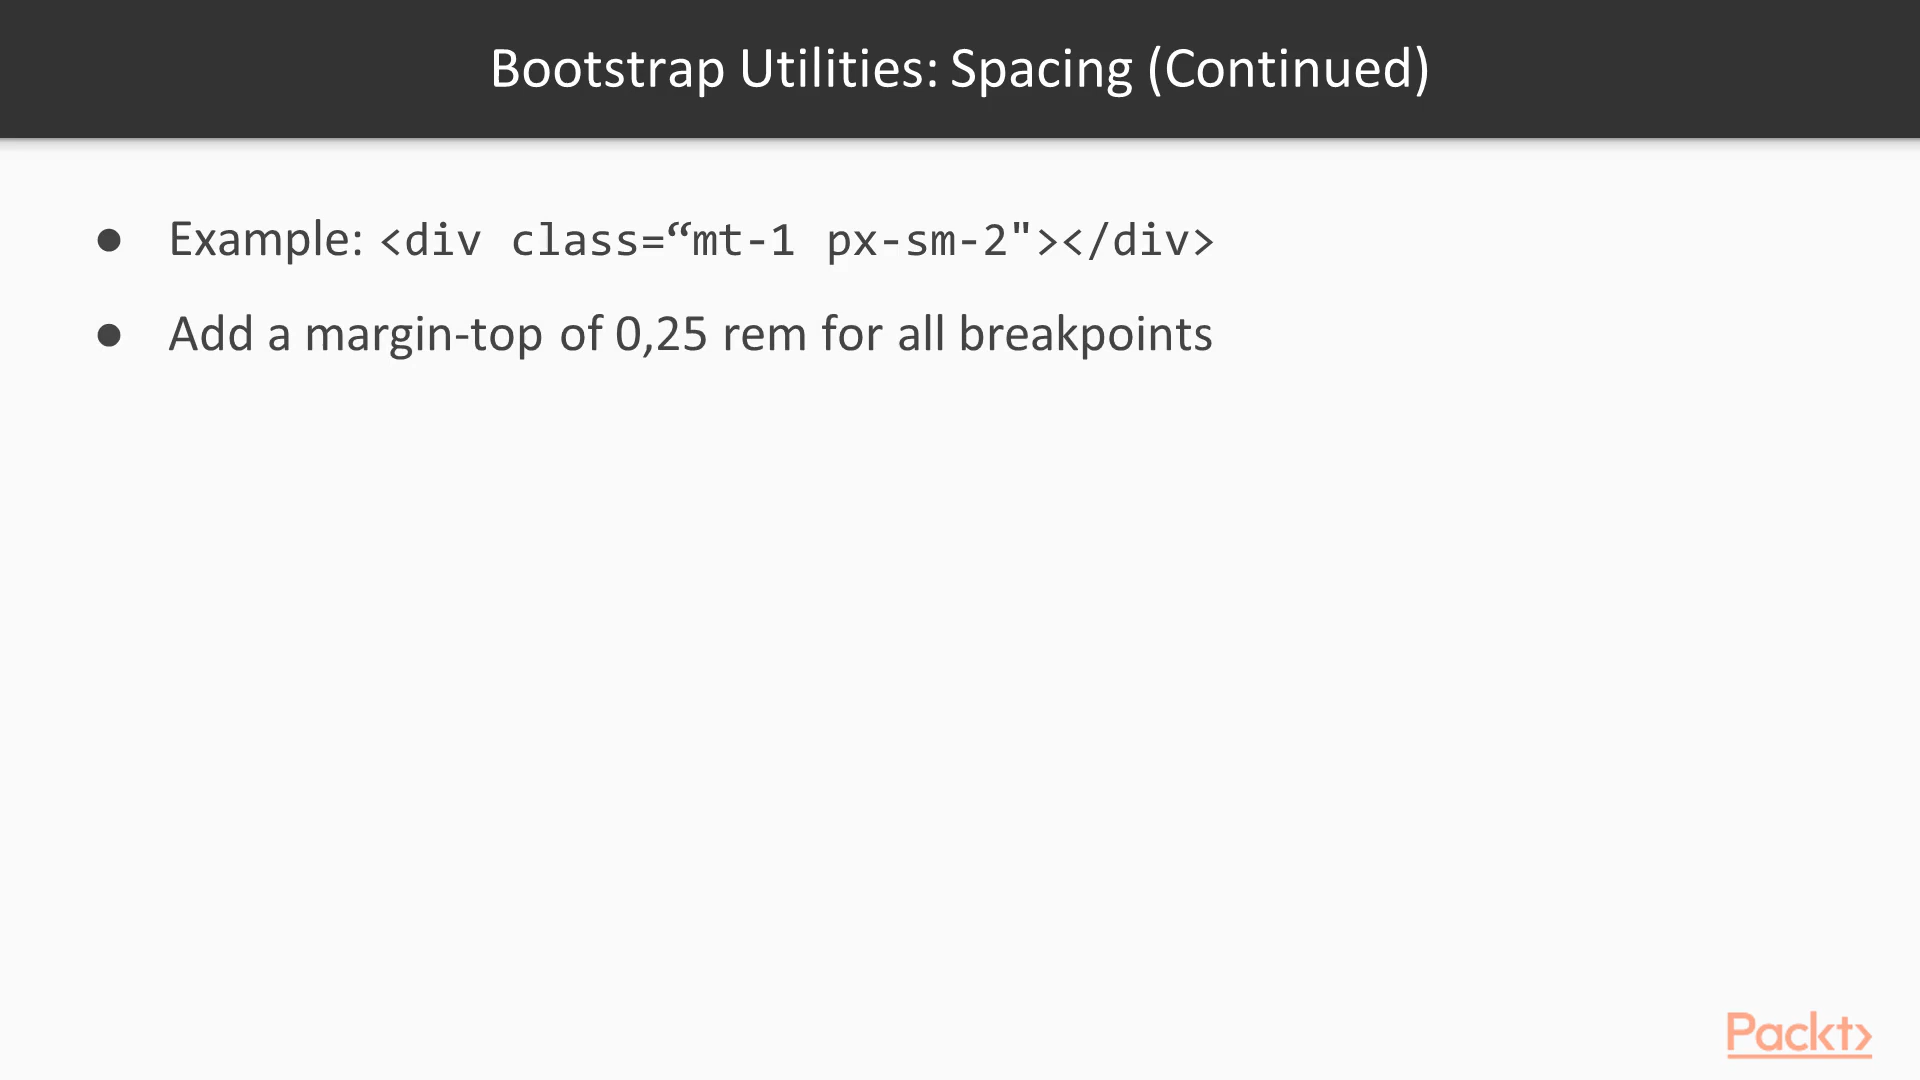 Bootstrap Utilities: Spacing (Continued)
● Example: <div class=“mt-1 px-sm-2"></div>
● Add a margin-top of 0,25 rem for all breakpoints
Packt>